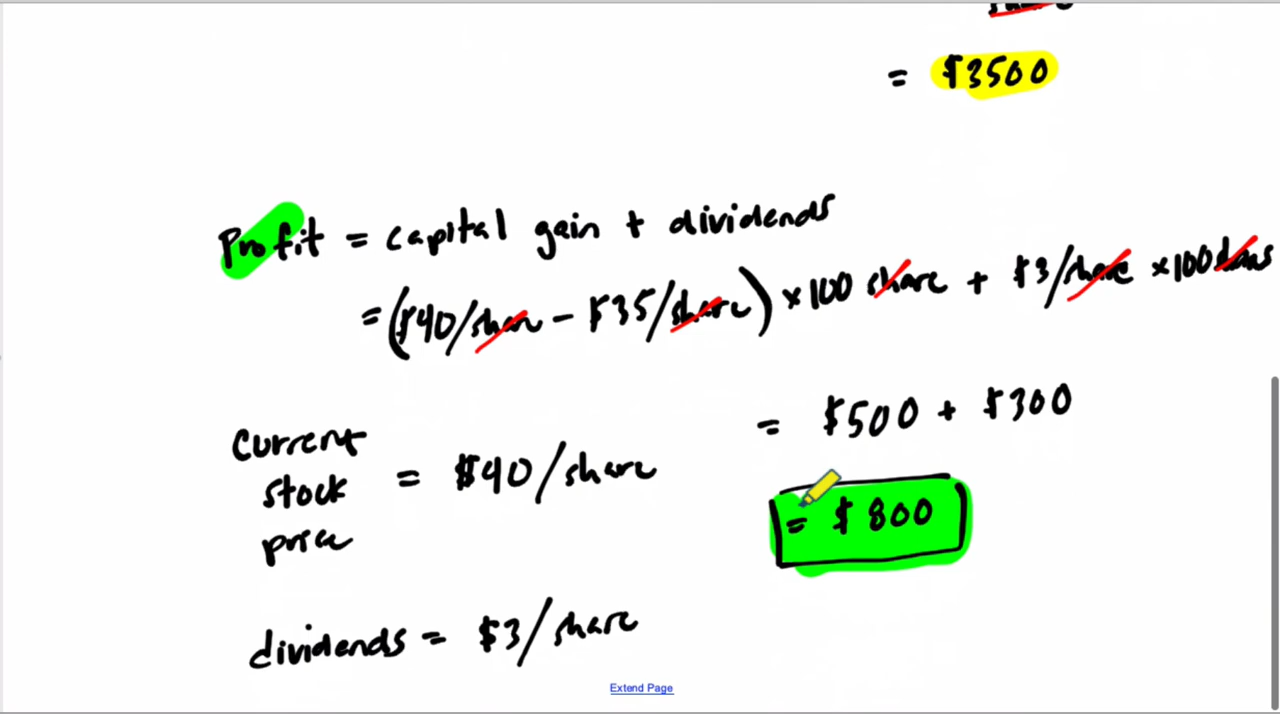 = $3500
Profit = capital gain + dividends
= ($40/share - $35/share) × 100 share + $3/share × 100
= $500 + $300
current stock price = $40/share
= $800
dividends = $3/share
Extend Page